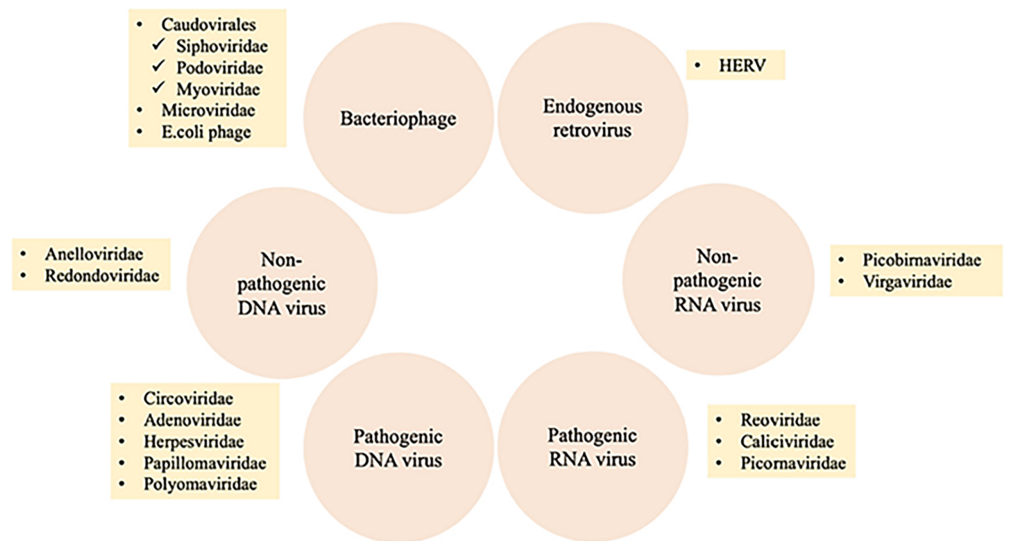 • Caudovirales
✓ Siphoviridae
✓ Podoviridae
✓ Myoviridae
• Microviridae
• E.coli phage
Bacteriophage
Endogenous
retrovirus
• HERV
• Anelloviridae
• Redondoviridae
Non-
pathogenic
DNA virus
Non-
pathogenic
RNA virus
• Picobirnaviridae
• Virgaviridae
• Circoviridae
• Adenoviridae
• Herpesviridae
• Papillomaviridae
• Polyomaviridae
Pathogenic
DNA virus
Pathogenic
RNA virus
• Reoviridae
• Caliciviridae
• Picornaviridae